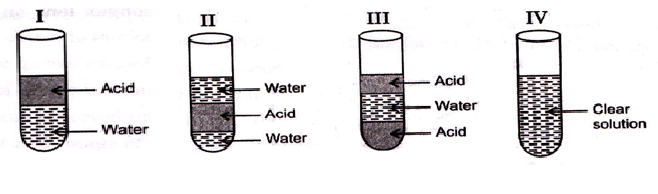 I
II
III
IV
Acid
Water
Water
Acid
Water
Acid
Water
Acid
Clear
solution